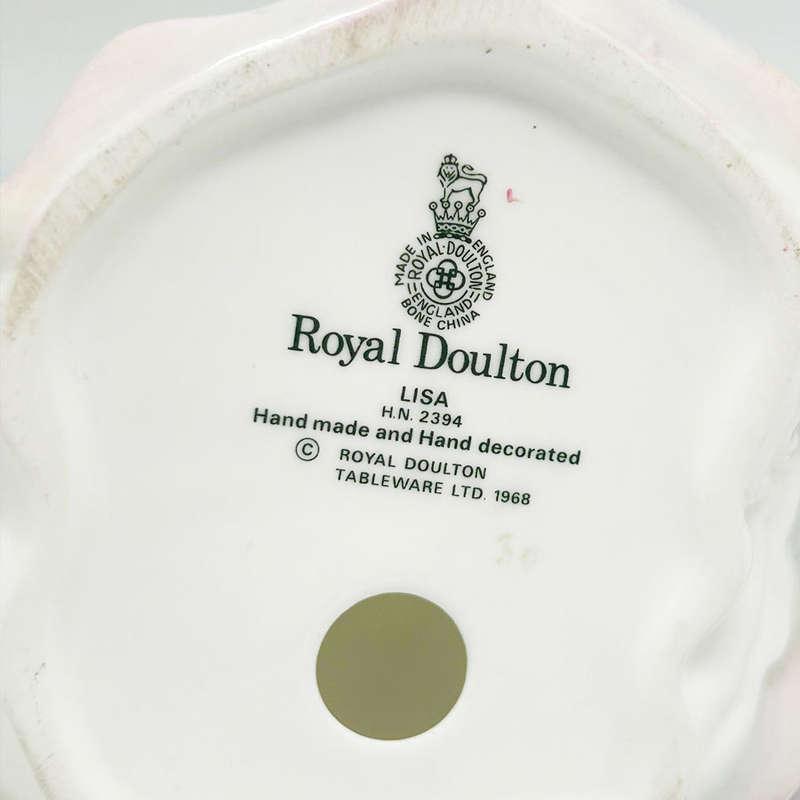 MADE IN ENGLAND
ROYAL·DOULTON
ENGLAND
BONE CHINA
Royal Doulton
LISA
H.N. 2394
Hand made and Hand decorated
© ROYAL DOULTON
TABLEWARE LTD. 1968